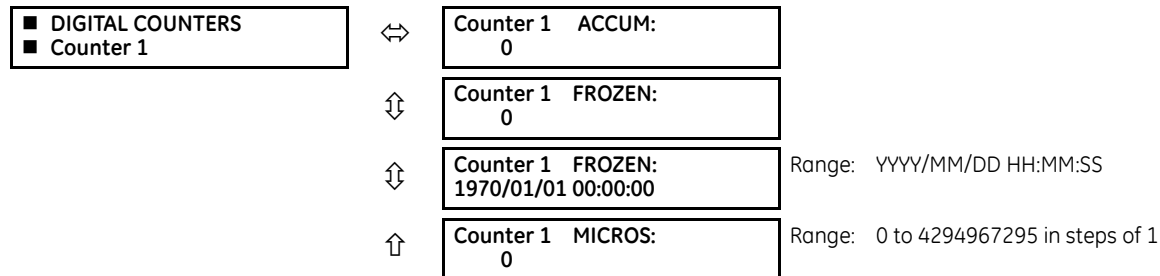 ■ DIGITAL COUNTERS
■ Counter 1
Counter 1 ACCUM:
0
Counter 1 FROZEN:
0
Counter 1 FROZEN:
1970/01/01 00:00:00
Range: YYYY/MM/DD HH:MM:SS
Counter 1 MICROS:
0
Range: 0 to 4294967295 in steps of 1